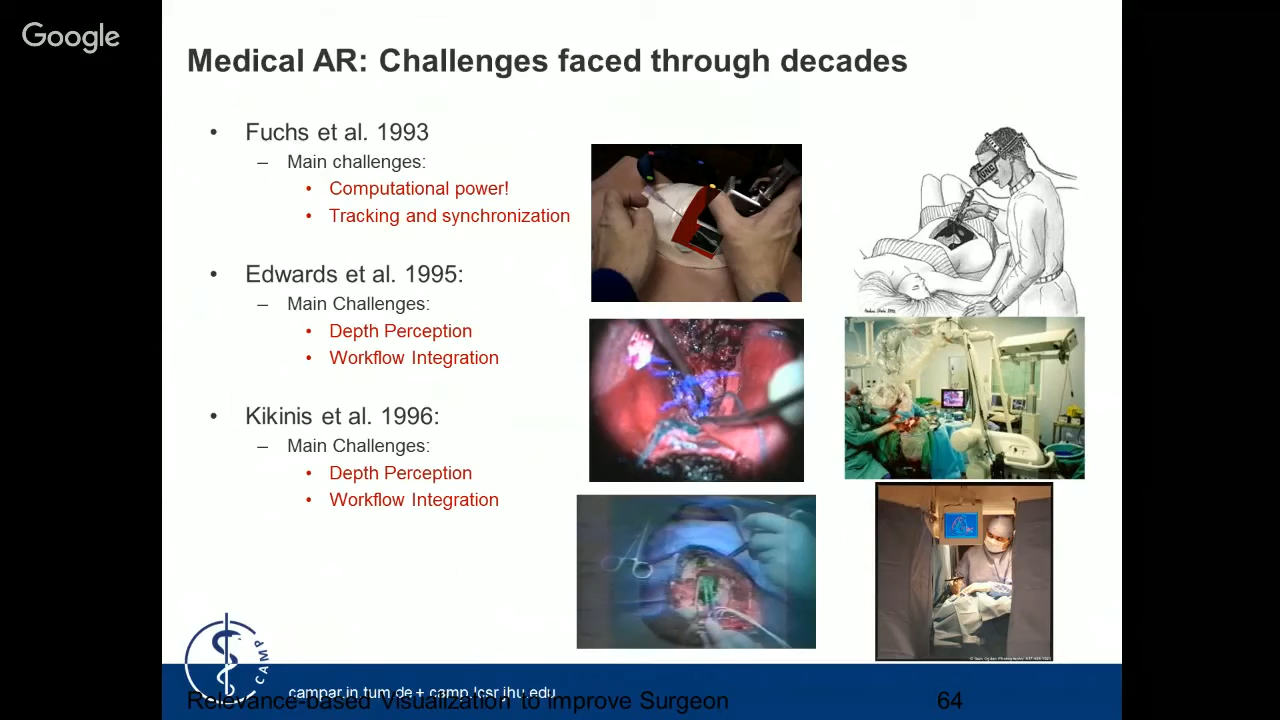 Google
Medical AR: Challenges faced through decades
• Fuchs et al. 1993
– Main challenges:
• Computational power!
• Tracking and synchronization
• Edwards et al. 1995:
– Main Challenges:
• Depth Perception
• Workflow Integration
• Kikinis et al. 1996:
– Main Challenges:
• Depth Perception
• Workflow Integration
UNC
CAMP
campar.in.tum.de + camp.lcsr.jhu.edu
Relevance-based Visualization to improve Surgeon
64